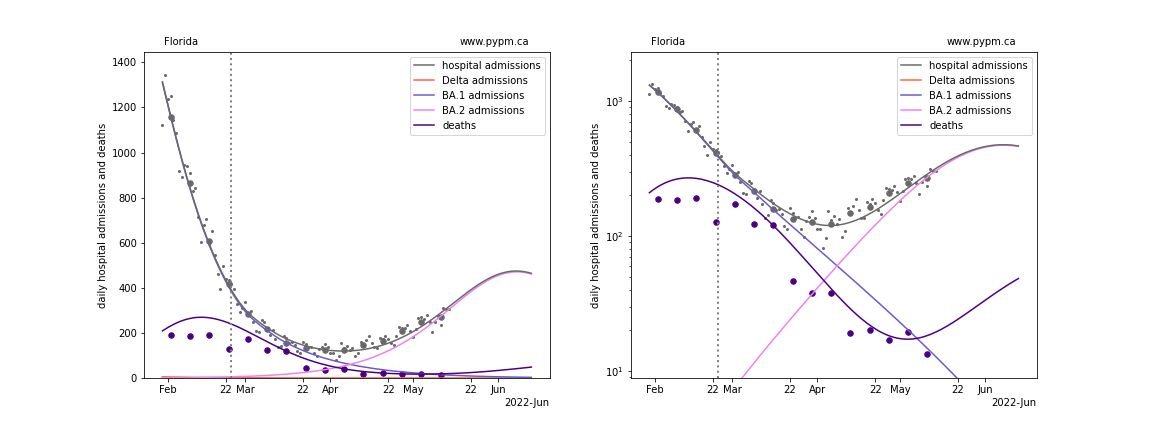 Florida www.pypm.ca
1400
1200
1000
800
600
400
200
0
daily hospital admissions and deaths
hospital admissions
Delta admissions
BA.1 admissions
BA.2 admissions
deaths
Feb 22 Mar 22 Apr 22 May 22 Jun
2022-Jun
Florida www.pypm.ca
10³
10²
10¹
daily hospital admissions and deaths
hospital admissions
Delta admissions
BA.1 admissions
BA.2 admissions
deaths
Feb 22 Mar 22 Apr 22 May 22 Jun
2022-Jun